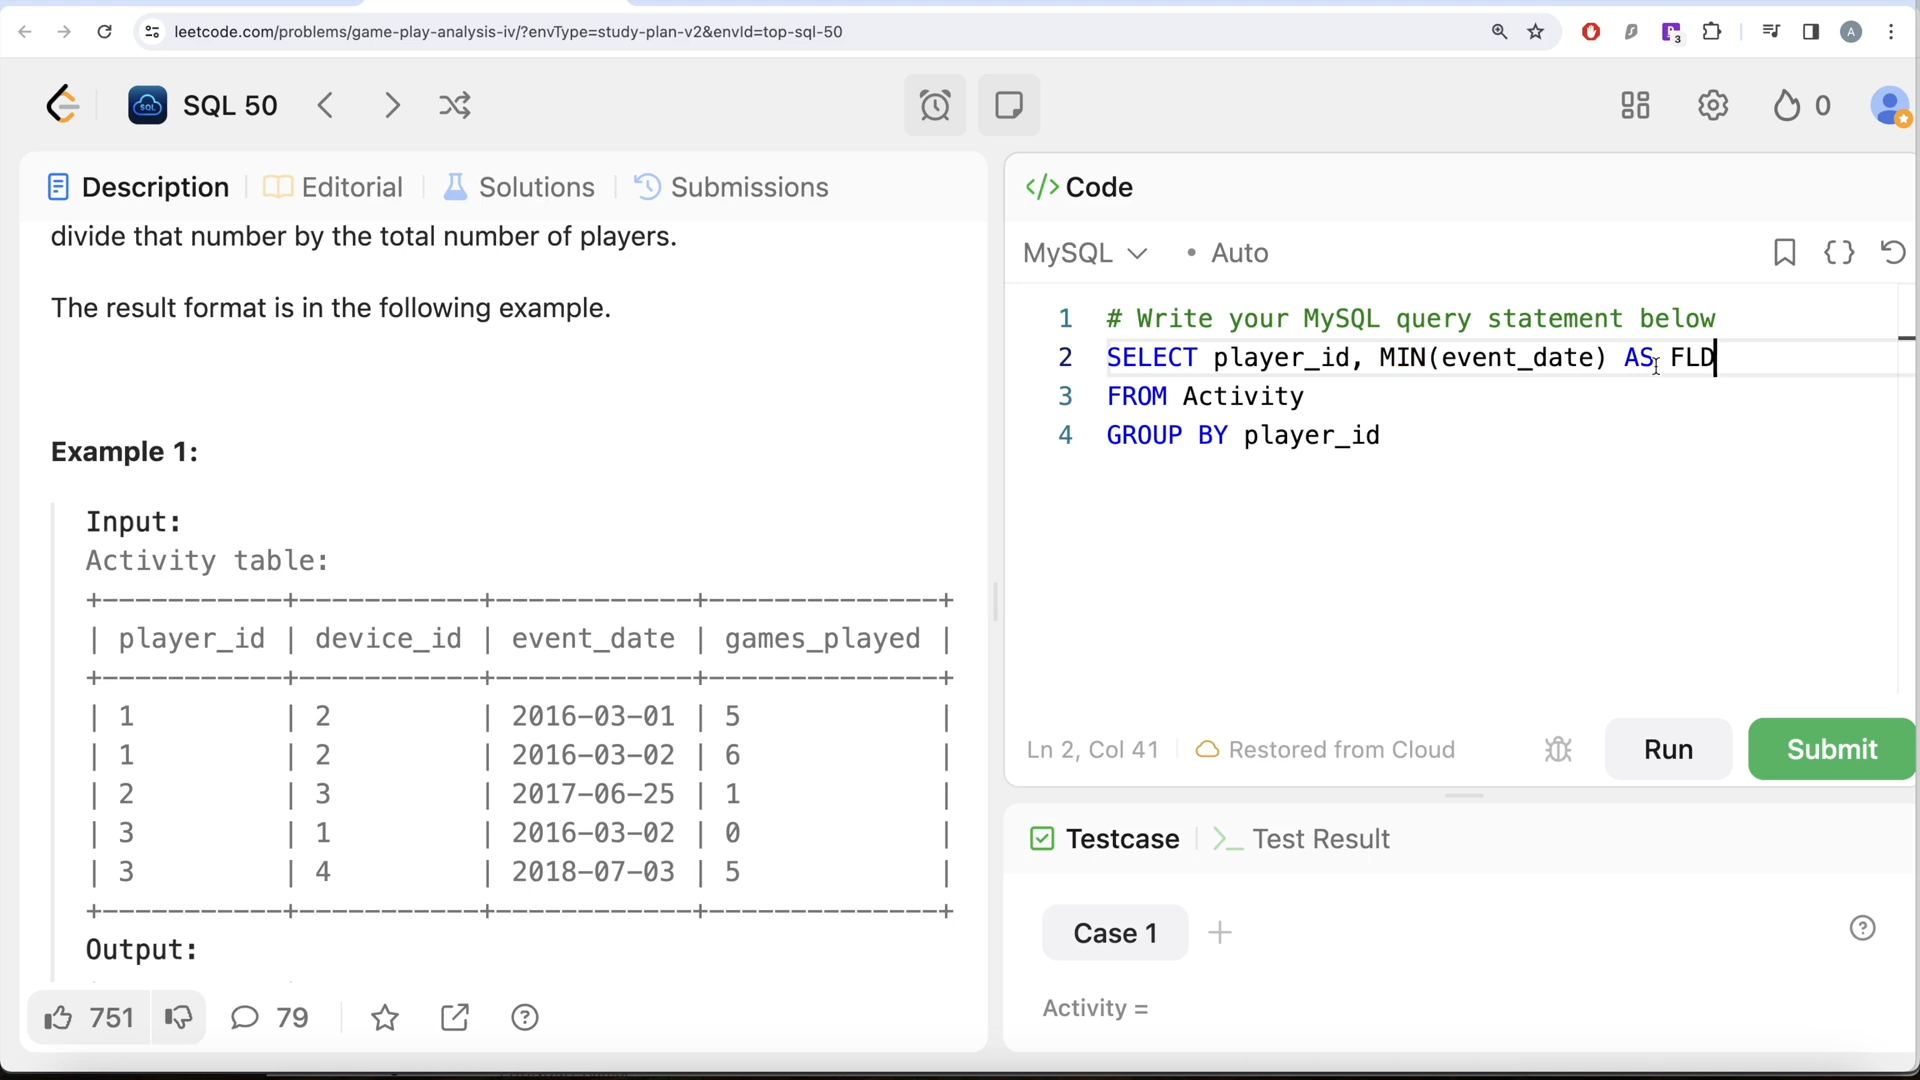 leetcode.com/problems/game-play-analysis-iv/?envType=study-plan-v2&envId=top-sql-50
3
A
SQL
SQL 50
0
Description
Editorial
Solutions
Submissions
divide that number by the total number of players.
The result format is in the following example.
Example 1:
Input:
Activity table:
+-----------+-----------+------------+--------------+
| player_id | device_id | event_date | games_played |
+-----------+-----------+------------+--------------+
| 1 | 2 | 2016-03-01 | 5 |
| 1 | 2 | 2016-03-02 | 6 |
| 2 | 3 | 2017-06-25 | 1 |
| 3 | 1 | 2016-03-02 | 0 |
| 3 | 4 | 2018-07-03 | 5 |
+-----------+-----------+------------+--------------+
Output:
751
79
</> Code
MySQL
• Auto
{}
1 # Write your MySQL query statement below
2 SELECT player_id, MIN(event_date) AS FLD
3 FROM Activity
4 GROUP BY player_id
Ln 2, Col 41
Restored from Cloud
Run
Submit
Testcase
>_ Test Result
Case 1
+
Activity =